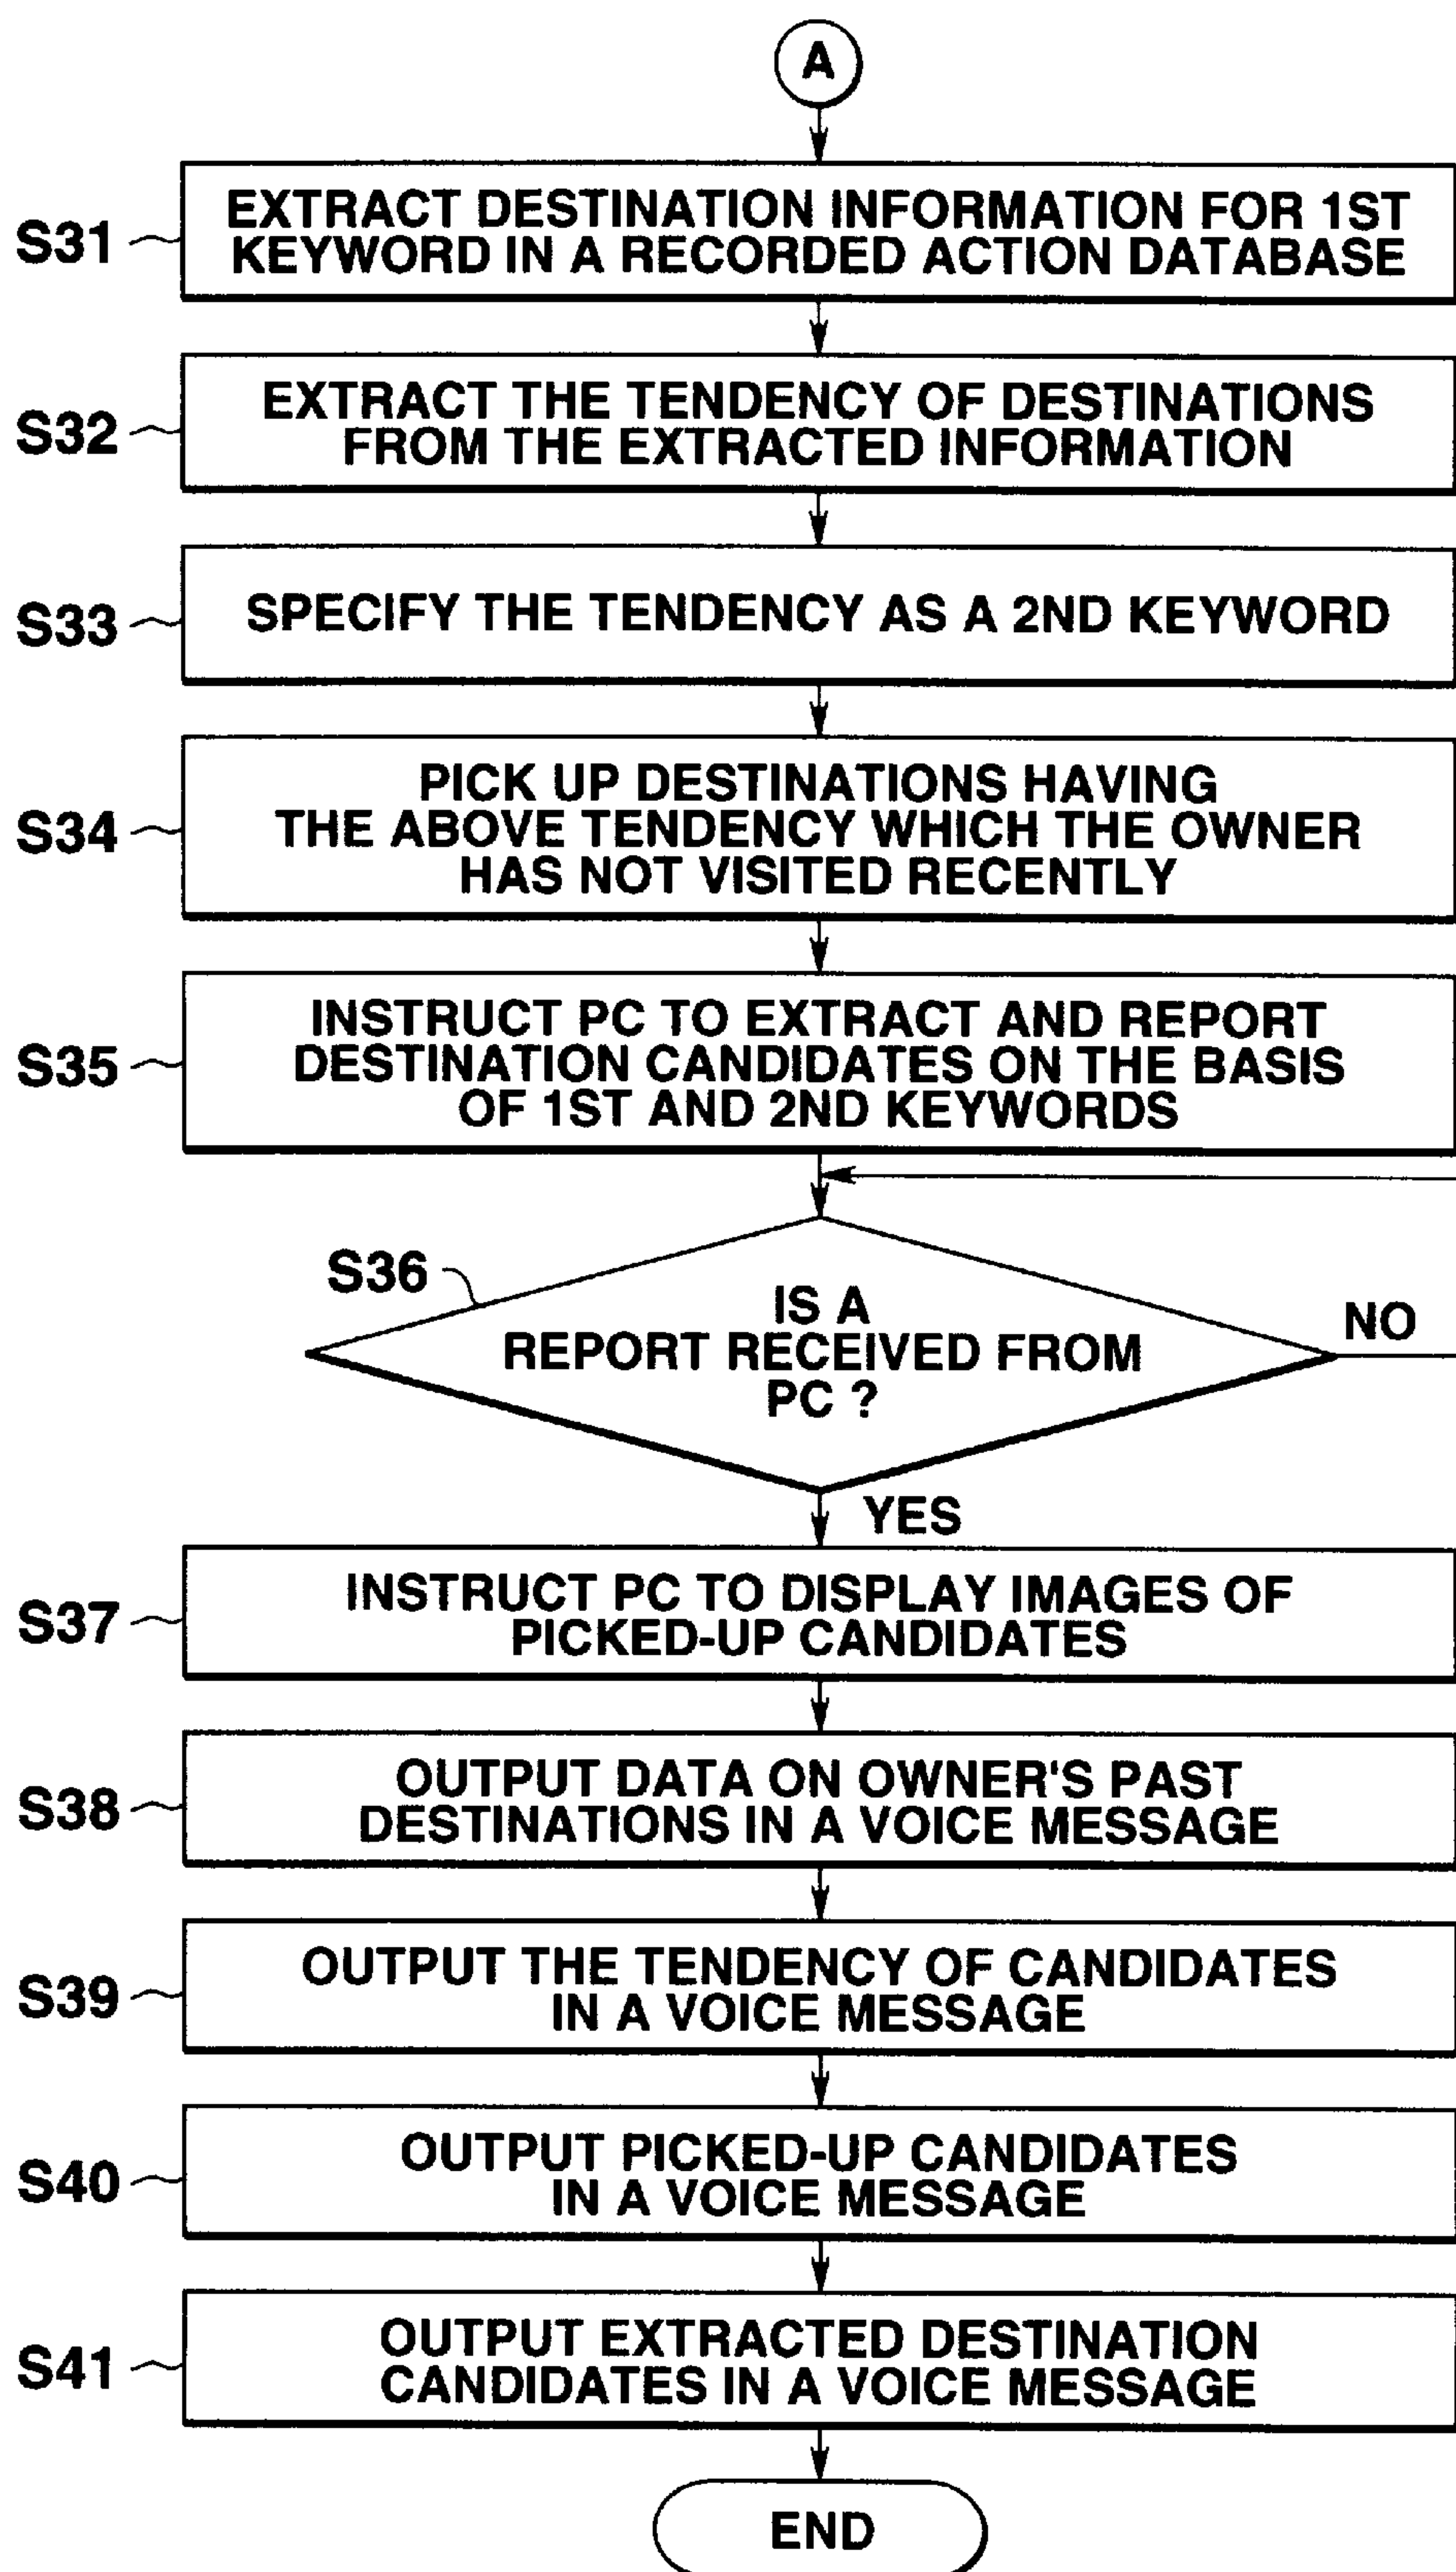 A
S31
EXTRACT DESTINATION INFORMATION FOR 1ST
KEYWORD IN A RECORDED ACTION DATABASE
S32
EXTRACT THE TENDENCY OF DESTINATIONS
FROM THE EXTRACTED INFORMATION
S33
SPECIFY THE TENDENCY AS A 2ND KEYWORD
S34
PICK UP DESTINATIONS HAVING
THE ABOVE TENDENCY WHICH THE OWNER
HAS NOT VISITED RECENTLY
S35
INSTRUCT PC TO EXTRACT AND REPORT
DESTINATION CANDIDATES ON THE BASIS
OF 1ST AND 2ND KEYWORDS
S36
IS A
REPORT RECEIVED FROM
PC ?
NO
YES
S37
INSTRUCT PC TO DISPLAY IMAGES OF
PICKED-UP CANDIDATES
S38
OUTPUT DATA ON OWNER'S PAST
DESTINATIONS IN A VOICE MESSAGE
S39
OUTPUT THE TENDENCY OF CANDIDATES
IN A VOICE MESSAGE
S40
OUTPUT PICKED-UP CANDIDATES
IN A VOICE MESSAGE
S41
OUTPUT EXTRACTED DESTINATION
CANDIDATES IN A VOICE MESSAGE
END